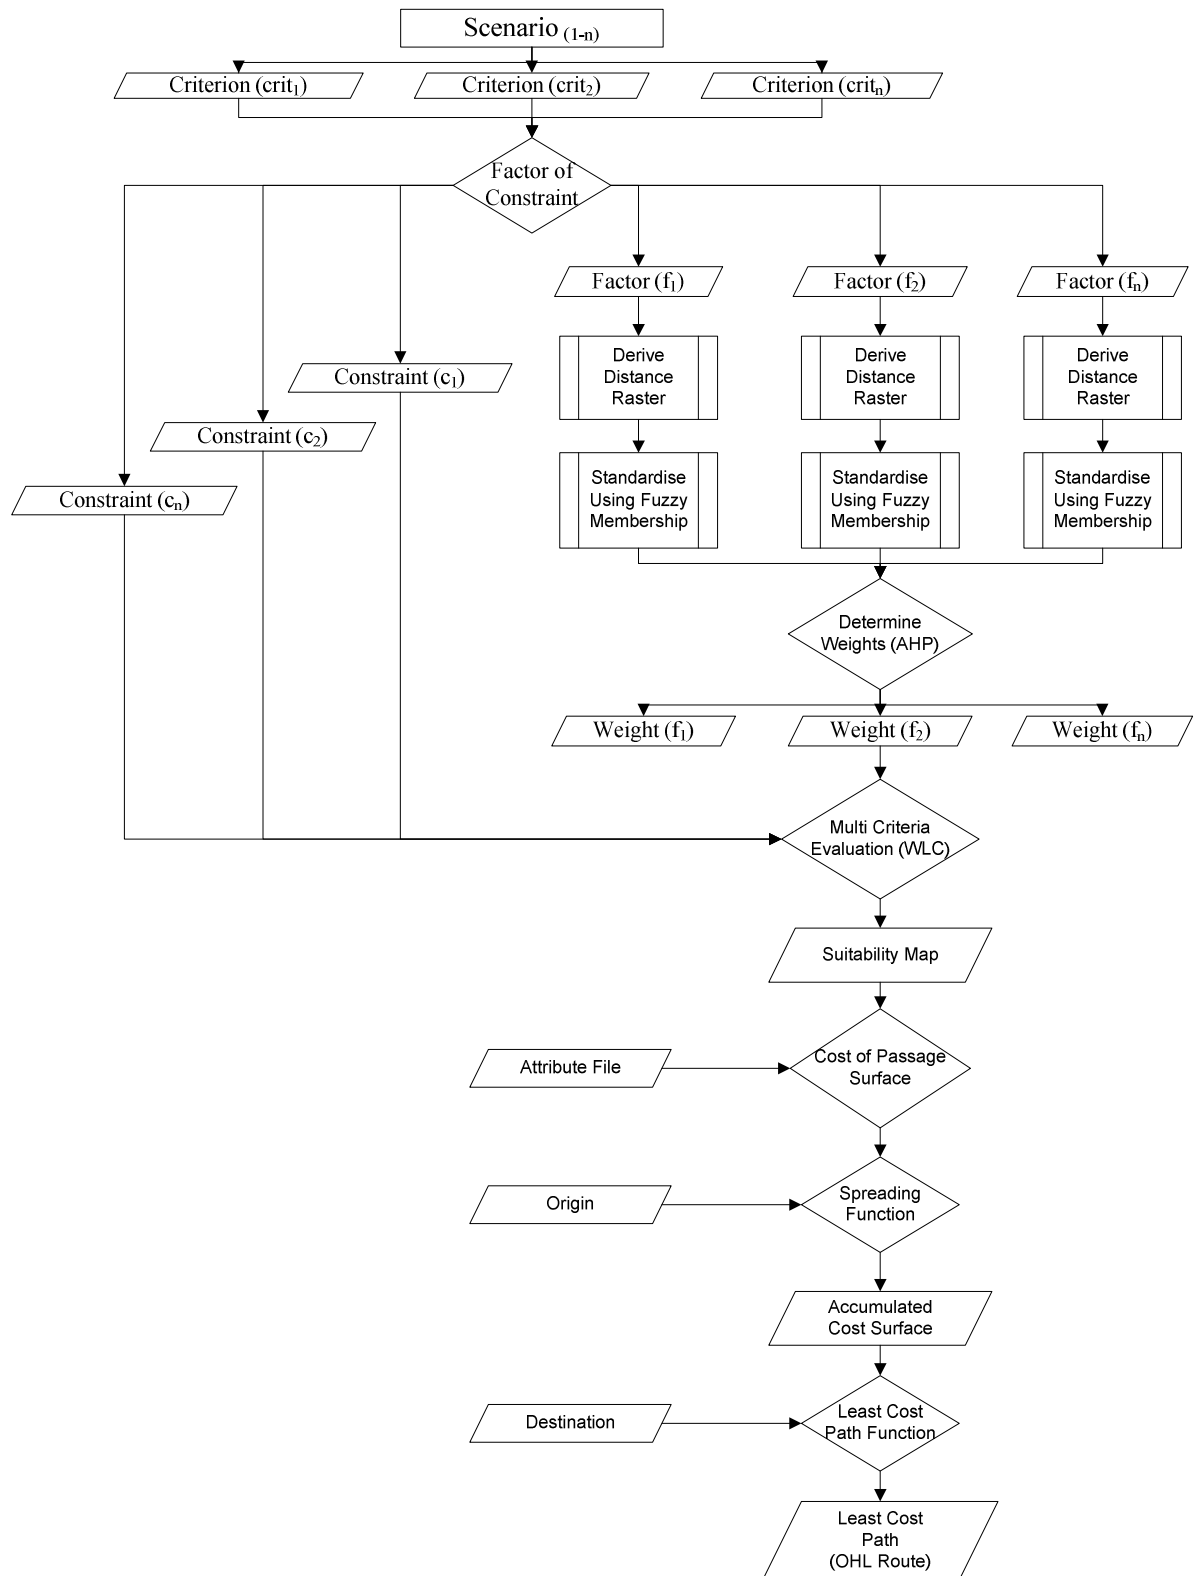 Scenario (1-n)
Criterion (crit1)
Criterion (crit2)
Criterion (critn)
Factor of
Constraint
Factor (f1)
Factor (f2)
Factor (fn)
Derive
Distance
Raster
Derive
Distance
Raster
Derive
Distance
Raster
Constraint (c1)
Constraint (c2)
Constraint (cn)
Standardise
Using Fuzzy
Membership
Standardise
Using Fuzzy
Membership
Standardise
Using Fuzzy
Membership
Determine
Weights (AHP)
Weight (f1)
Weight (f2)
Weight (fn)
Multi Criteria
Evaluation (WLC)
Suitability Map
Attribute File
Cost of Passage
Surface
Origin
Spreading
Function
Accumulated
Cost Surface
Destination
Least Cost
Path Function
Least Cost
Path
(OHL Route)